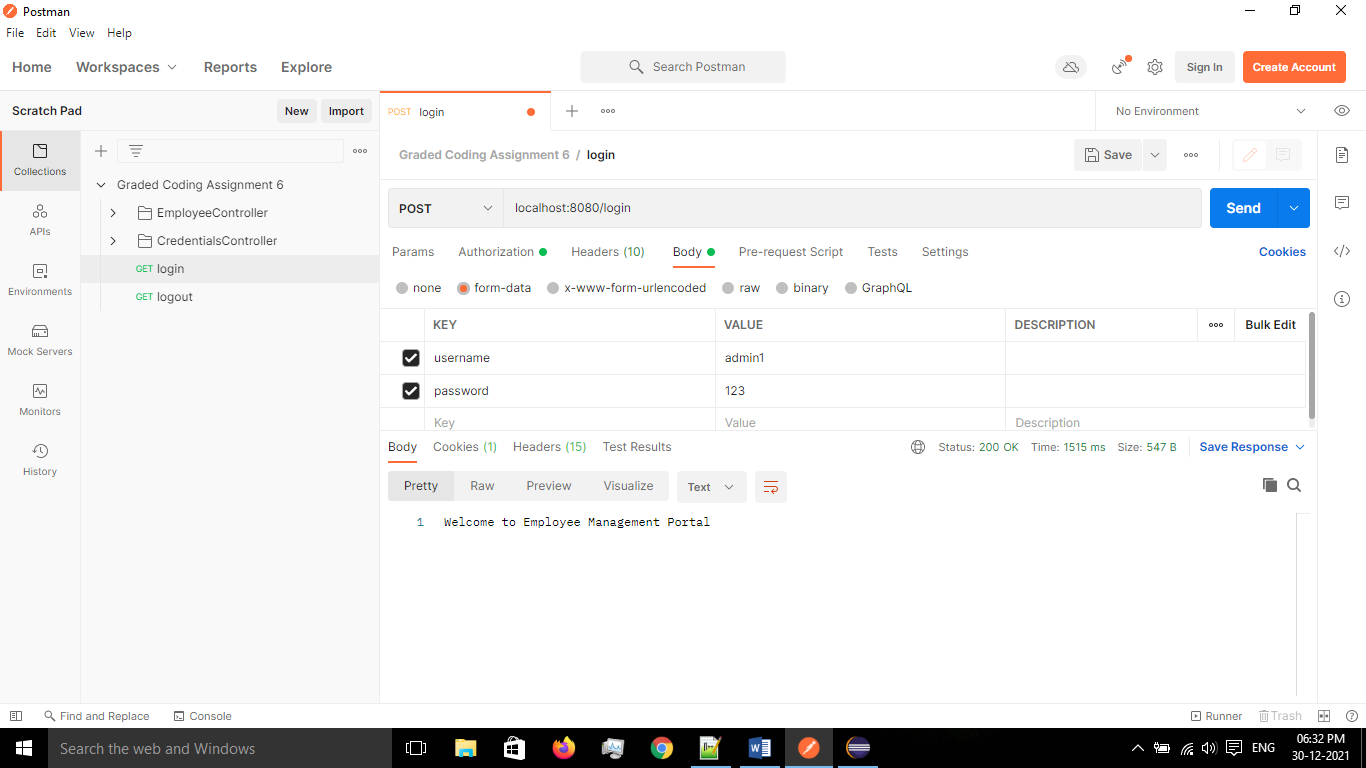 Postman
File Edit View Help
Home Workspaces Reports Explore Search Postman Sign In Create Account
Scratch Pad New Import
POST login
No Environment
Collections
APIs
Environments
Mock Servers
Monitors
History
Graded Coding Assignment 6
EmployeeController
CredentialsController
GET login
GET logout
Graded Coding Assignment 6 / login Save
POST localhost:8080/login Send
Params Authorization Headers (10) Body Pre-request Script Tests Settings Cookies
none form-data x-www-form-urlencoded raw binary GraphQL
KEY VALUE DESCRIPTION Bulk Edit
username admin1
password 123
Key Value Description
Body Cookies (1) Headers (15) Test Results Status: 200 OK Time: 1515 ms Size: 547 B Save Response
Pretty Raw Preview Visualize Text
1 Welcome to Employee Management Portal
Find and Replace Console Runner Trash
Search the web and Windows
ENG
06:32 PM
30-12-2021